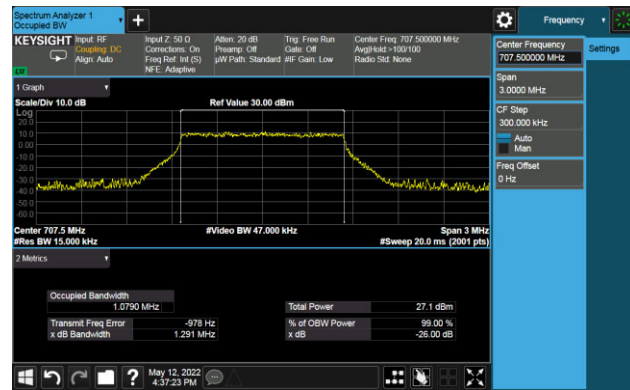 Spectrum Analyzer 1
Occupied BW
Frequency
KEYSIGHT
Input: RF
Coupling: DC
Align: Auto
LU
Input Z: 50 Ω
Corrections: On
Freq Ref: Int (S)
NFE: Adaptive
Atten: 20 dB
Preamp: Off
µW Path: Standard
Trig: Free Run
Gate: Off
#IF Gain: Low
Center Freq: 707.500000 MHz
Avg|Hold:>100/100
Radio Std: None
Center Frequency
707.500000 MHz
Settings
Span
3.0000 MHz
CF Step
300.000 kHz
Auto
Man
Freq Offset
0 Hz
1 Graph
Scale/Div 10.0 dB
Ref Value 30.00 dBm
Log
20.0
10.0
0.00
-10.0
-20.0
-30.0
-40.0
-50.0
-60.0
Center 707.5 MHz
#Video BW 47.000 kHz
Span 3 MHz
#Res BW 15.000 kHz
#Sweep 20.0 ms (2001 pts)
2 Metrics
Occupied Bandwidth
1.0790 MHz
Total Power 27.1 dBm
Transmit Freq Error -978 Hz
% of OBW Power 99.00 %
x dB Bandwidth 1.291 MHz
x dB -26.00 dB
?
May 12, 2022
4:37:23 PM